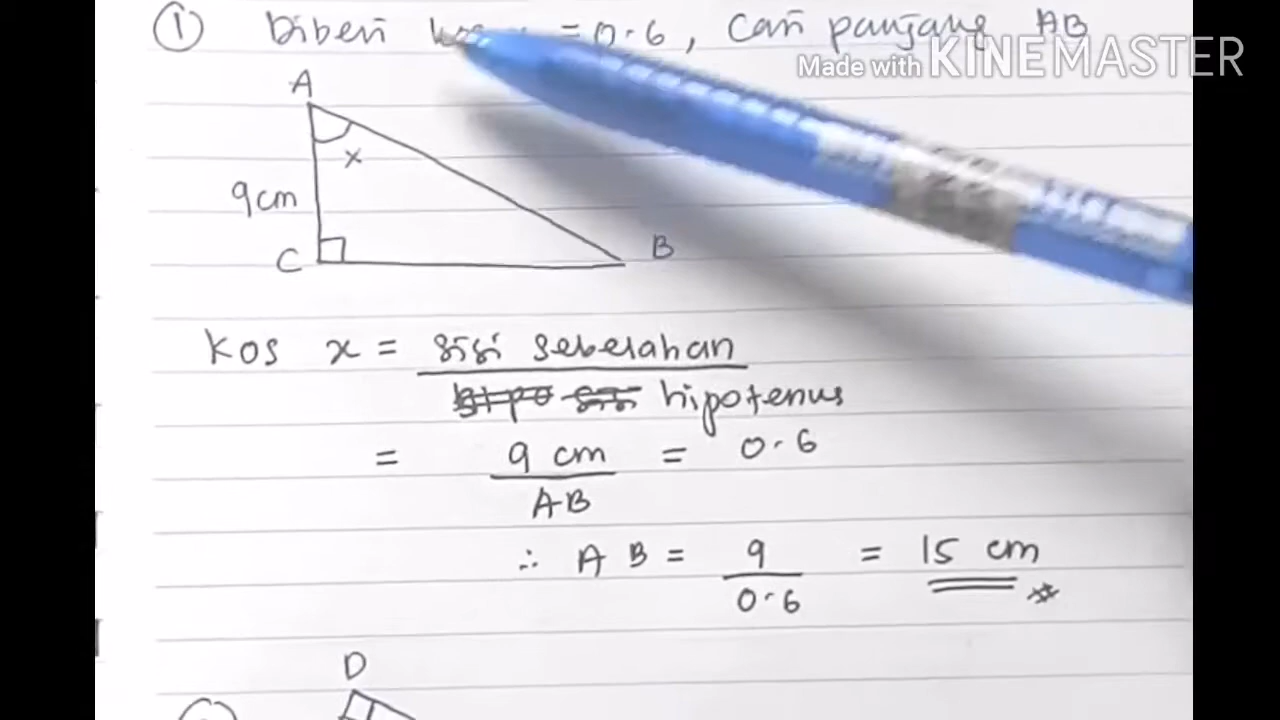 ① Diberi = 0.6, Cari panjang AB
Made with KINEMASTER
A
x
9cm
C
B
Kos x = sisi sebelahan
hipotenus
= 9 cm = 0.6
AB
∴ AB = 9 = 15 cm
0.6
D